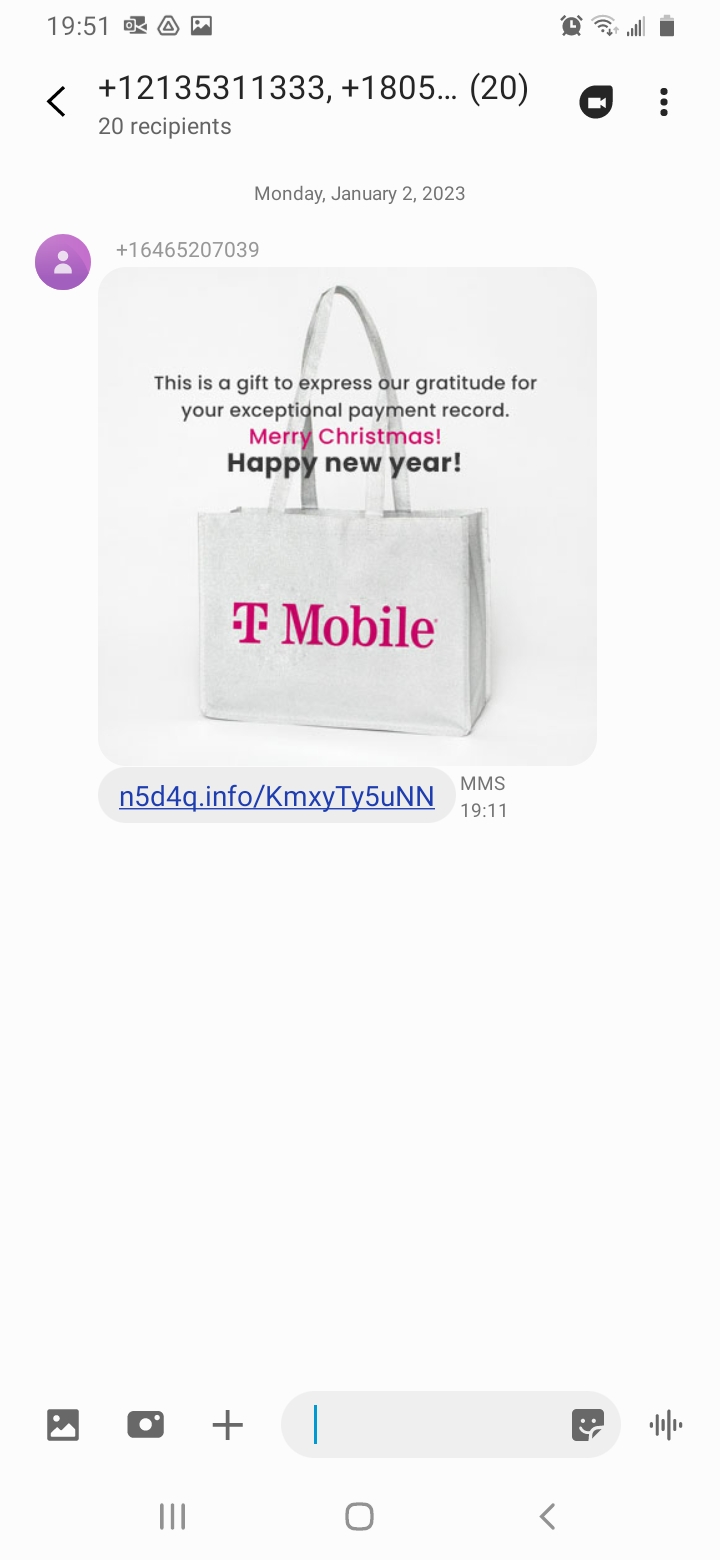 19:51
+12135311333, +1805... (20)
20 recipients
Monday, January 2, 2023
+16465207039
This is a gift to express our gratitude for
your exceptional payment record.
Merry Christmas!
Happy new year!
T Mobile
n5d4q.info/KmxyTy5uNN
MMS
19:11